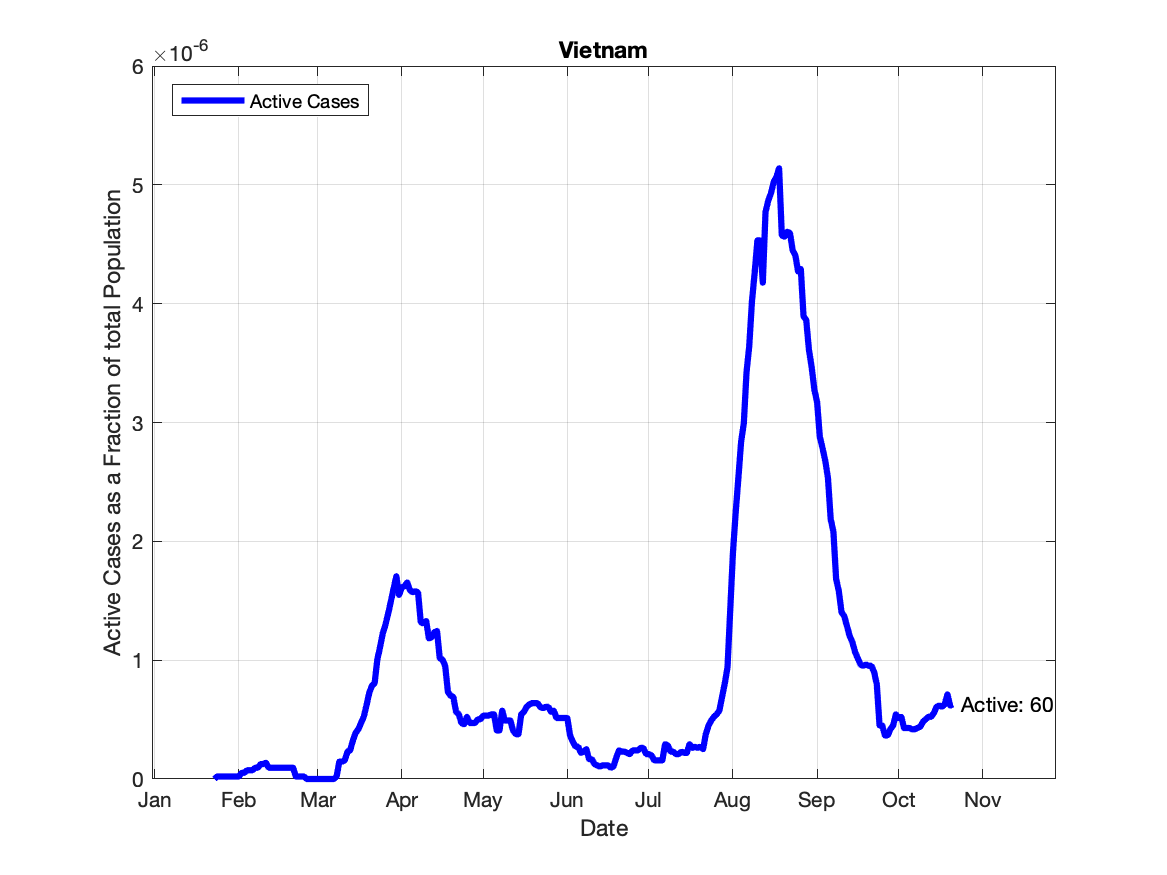 Vietnam
×10-6
Active Cases
6
5
4
3
2
1
0
Active Cases as a Fraction of total Population
Active: 60
Jan Feb Mar Apr May Jun Jul Aug Sep Oct Nov
Date